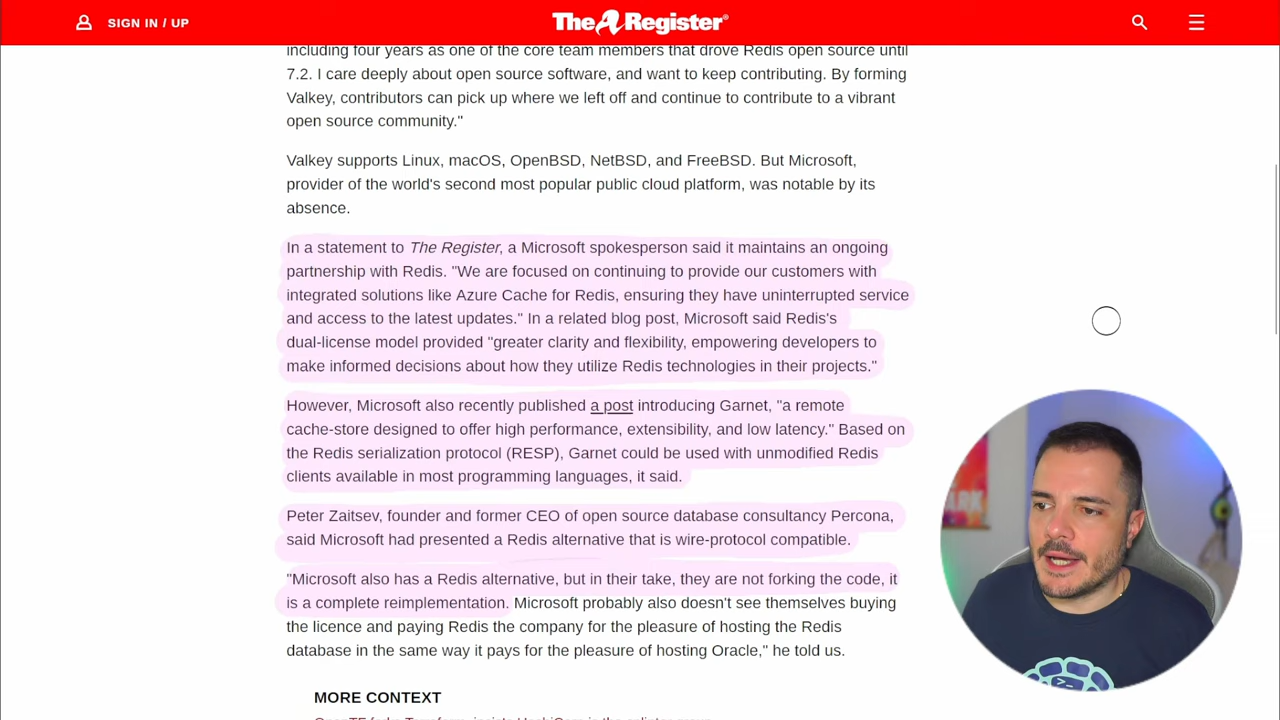 SIGN IN / UP
The Register®
including four years as one of the core team members that drove Redis open source until
7.2. I care deeply about open source software, and want to keep contributing. By forming
Valkey, contributors can pick up where we left off and continue to contribute to a vibrant
open source community."
Valkey supports Linux, macOS, OpenBSD, NetBSD, and FreeBSD. But Microsoft,
provider of the world's second most popular public cloud platform, was notable by its
absence.
In a statement to The Register, a Microsoft spokesperson said it maintains an ongoing
partnership with Redis. "We are focused on continuing to provide our customers with
integrated solutions like Azure Cache for Redis, ensuring they have uninterrupted service
and access to the latest updates." In a related blog post, Microsoft said Redis's
dual-license model provided "greater clarity and flexibility, empowering developers to
make informed decisions about how they utilize Redis technologies in their projects."
However, Microsoft also recently published a post introducing Garnet, "a remote
cache-store designed to offer high performance, extensibility, and low latency." Based on
the Redis serialization protocol (RESP), Garnet could be used with unmodified Redis
clients available in most programming languages, it said.
Peter Zaitsev, founder and former CEO of open source database consultancy Percona,
said Microsoft had presented a Redis alternative that is wire-protocol compatible.
"Microsoft also has a Redis alternative, but in their take, they are not forking the code, it
is a complete reimplementation. Microsoft probably also doesn't see themselves buying
the licence and paying Redis the company for the pleasure of hosting the Redis
database in the same way it pays for the pleasure of hosting Oracle," he told us.
MORE CONTEXT